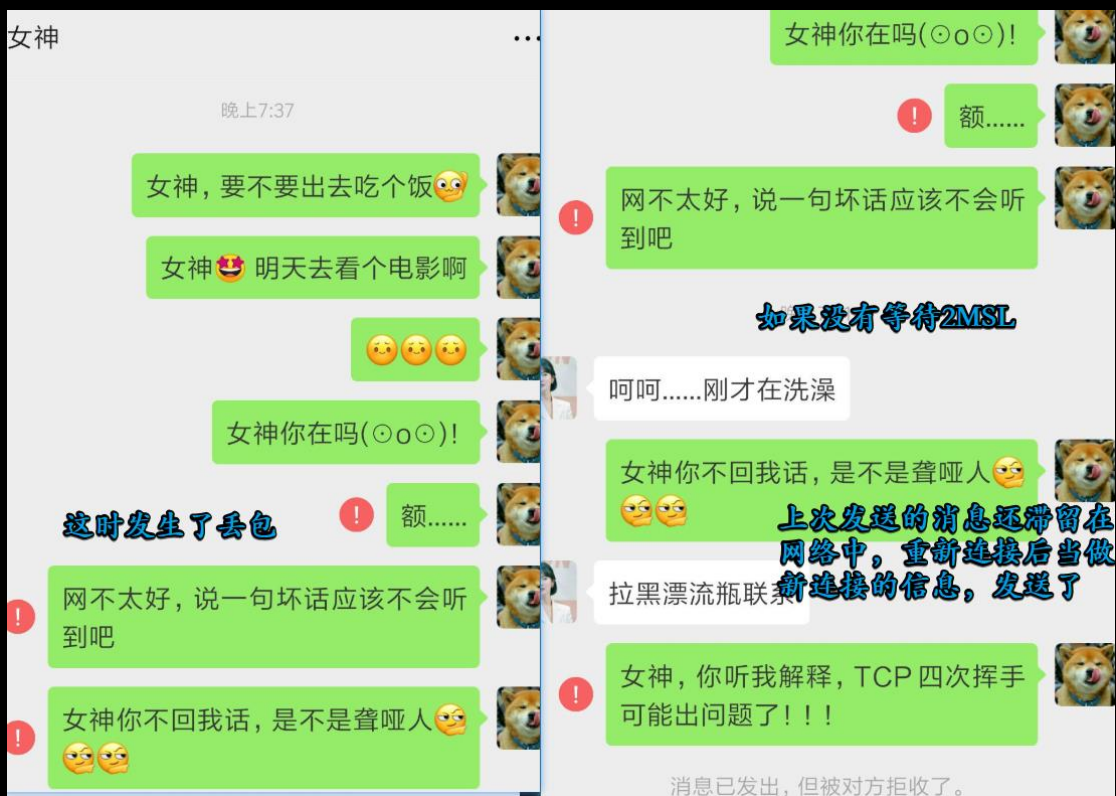 女神
晚上7:37
女神，要不要出去吃个饭
女神🤩 明天去看个电影啊
女神你在吗(⊙o⊙)!
这时发生了丢包
额......
网不太好，说一句坏话应该不会听
到吧
女神你不回我话，是不是聋哑人
女神你在吗(⊙o⊙)!
额......
网不太好，说一句坏话应该不会听
到吧
如果没有等待2MSL
呵呵......刚才在洗澡
女神你不回我话，是不是聋哑人
上次发送的消息还滞留在
网络中，重新连接后当做
新连接的信息，发送了
拉黑漂流瓶联系
女神，你听我解释，TCP 四次挥手
可能出问题了！！！
消息已发出，但被对方拒收了。